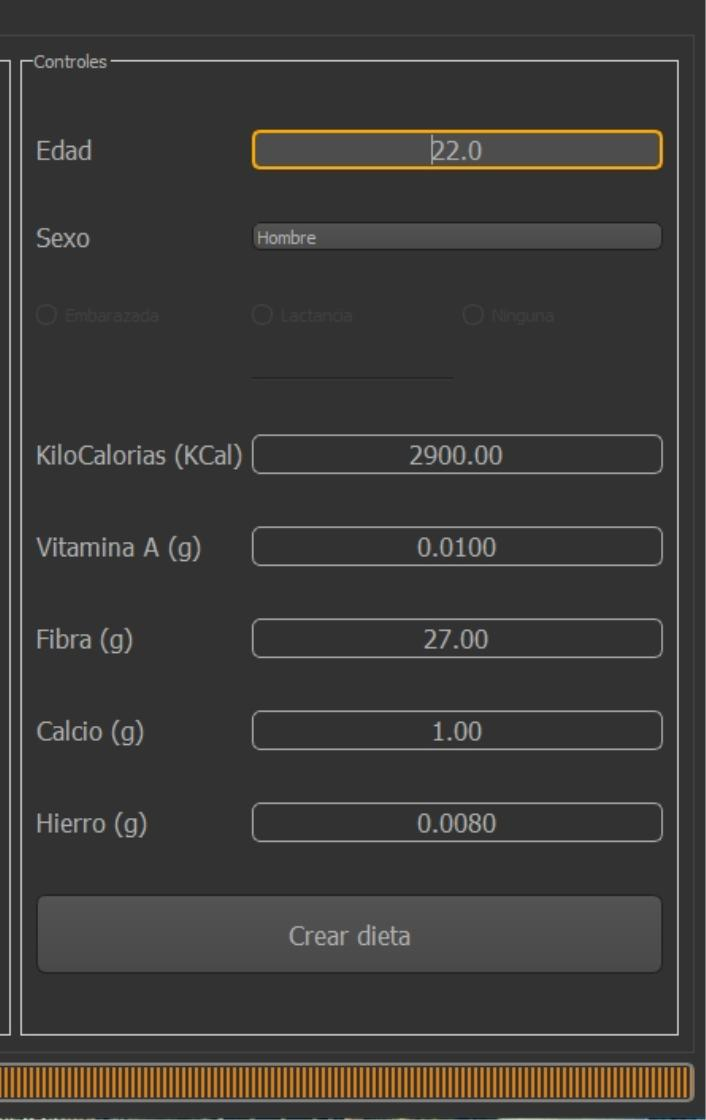 Controles
Edad 22.0
Sexo Hombre
Embarazada Lactancia Ninguna
KiloCalorias (KCal) 2900.00
Vitamina A (g) 0.0100
Fibra (g) 27.00
Calcio (g) 1.00
Hierro (g) 0.0080
Crear dieta